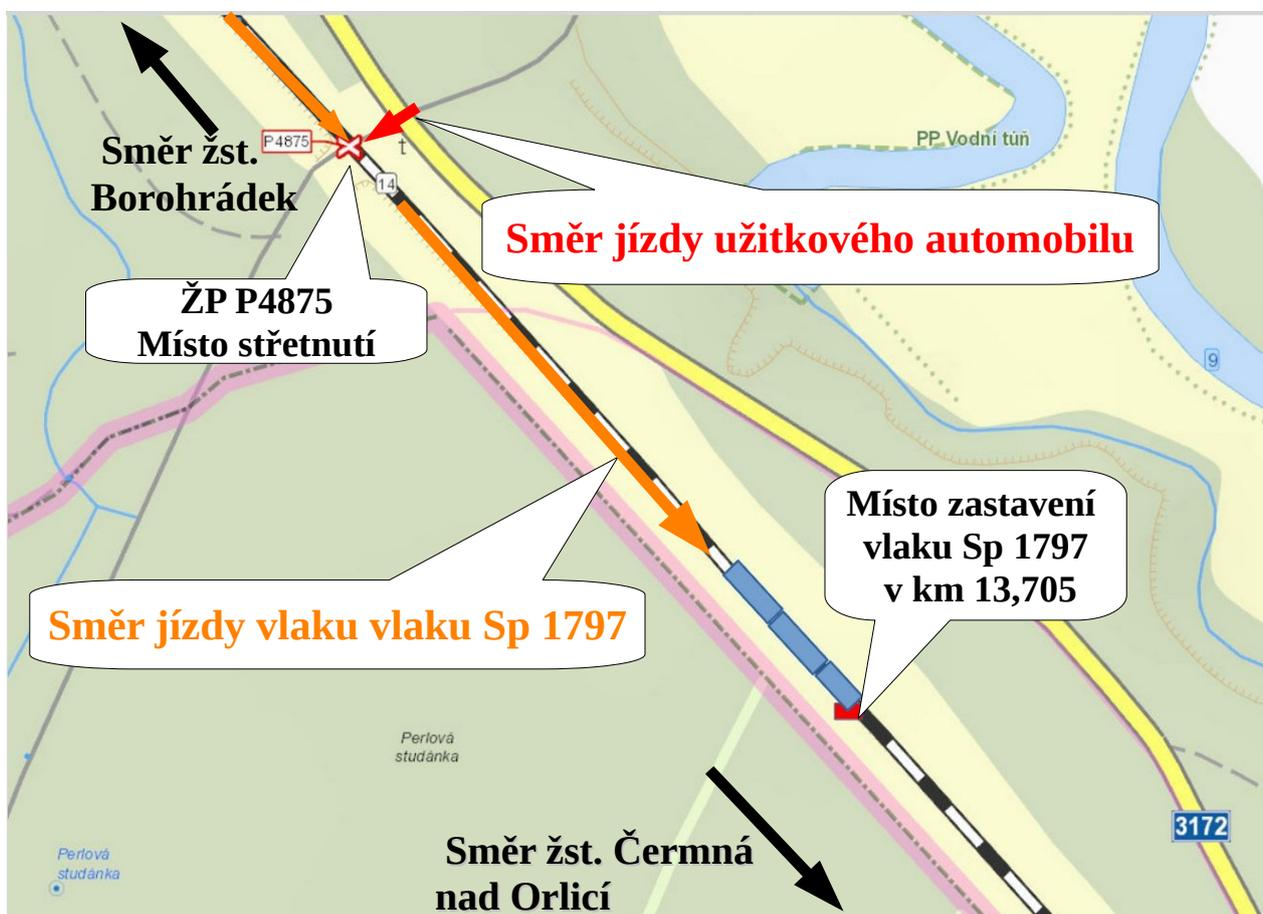 P4875
Směr žst.
Borohrádek
t
14
PP Vodní túň
Směr jízdy užitkového automobilu
ŽP P4875
Místo střetnutí
9
Místo zastavení
vlaku Sp 1797
v km 13,705
Směr jízdy vlaku vlaku Sp 1797
Perlová
studánka
3172
Směr žst. Čermná
nad Orlicí
Perlová
studánka